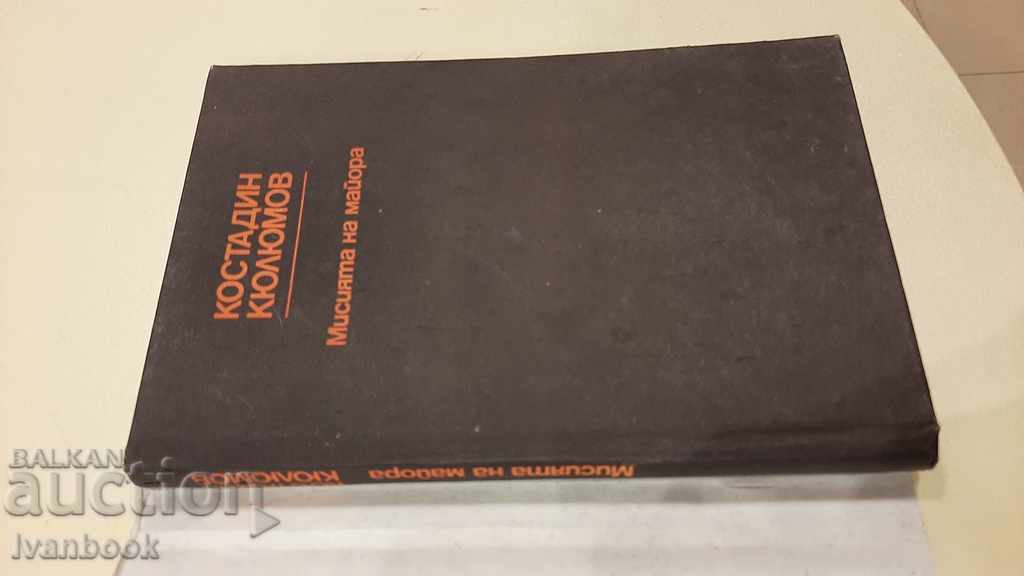 КОСТАДИН
КЮЛЮМОВ
Мисията на майора
Мисията на майора
КЮЛЮМОВ
BALKAN
auction
Ivanbook